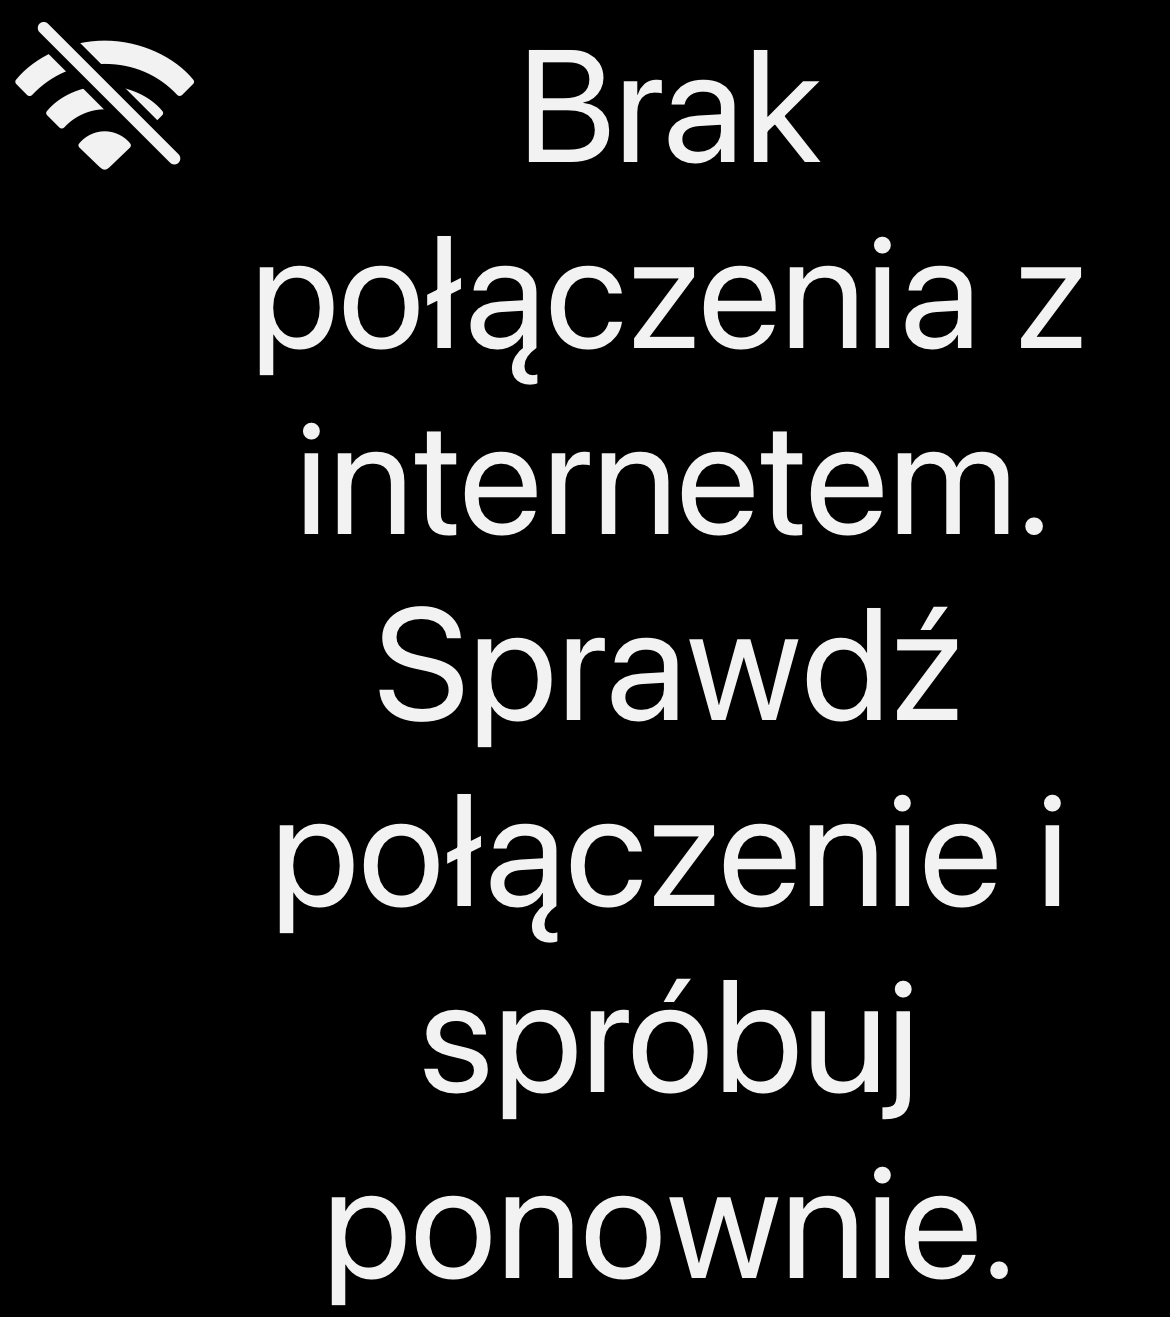 Brak
połączenia z
internetem.
Sprawdź
połączenie i
spróbuj
ponownie.